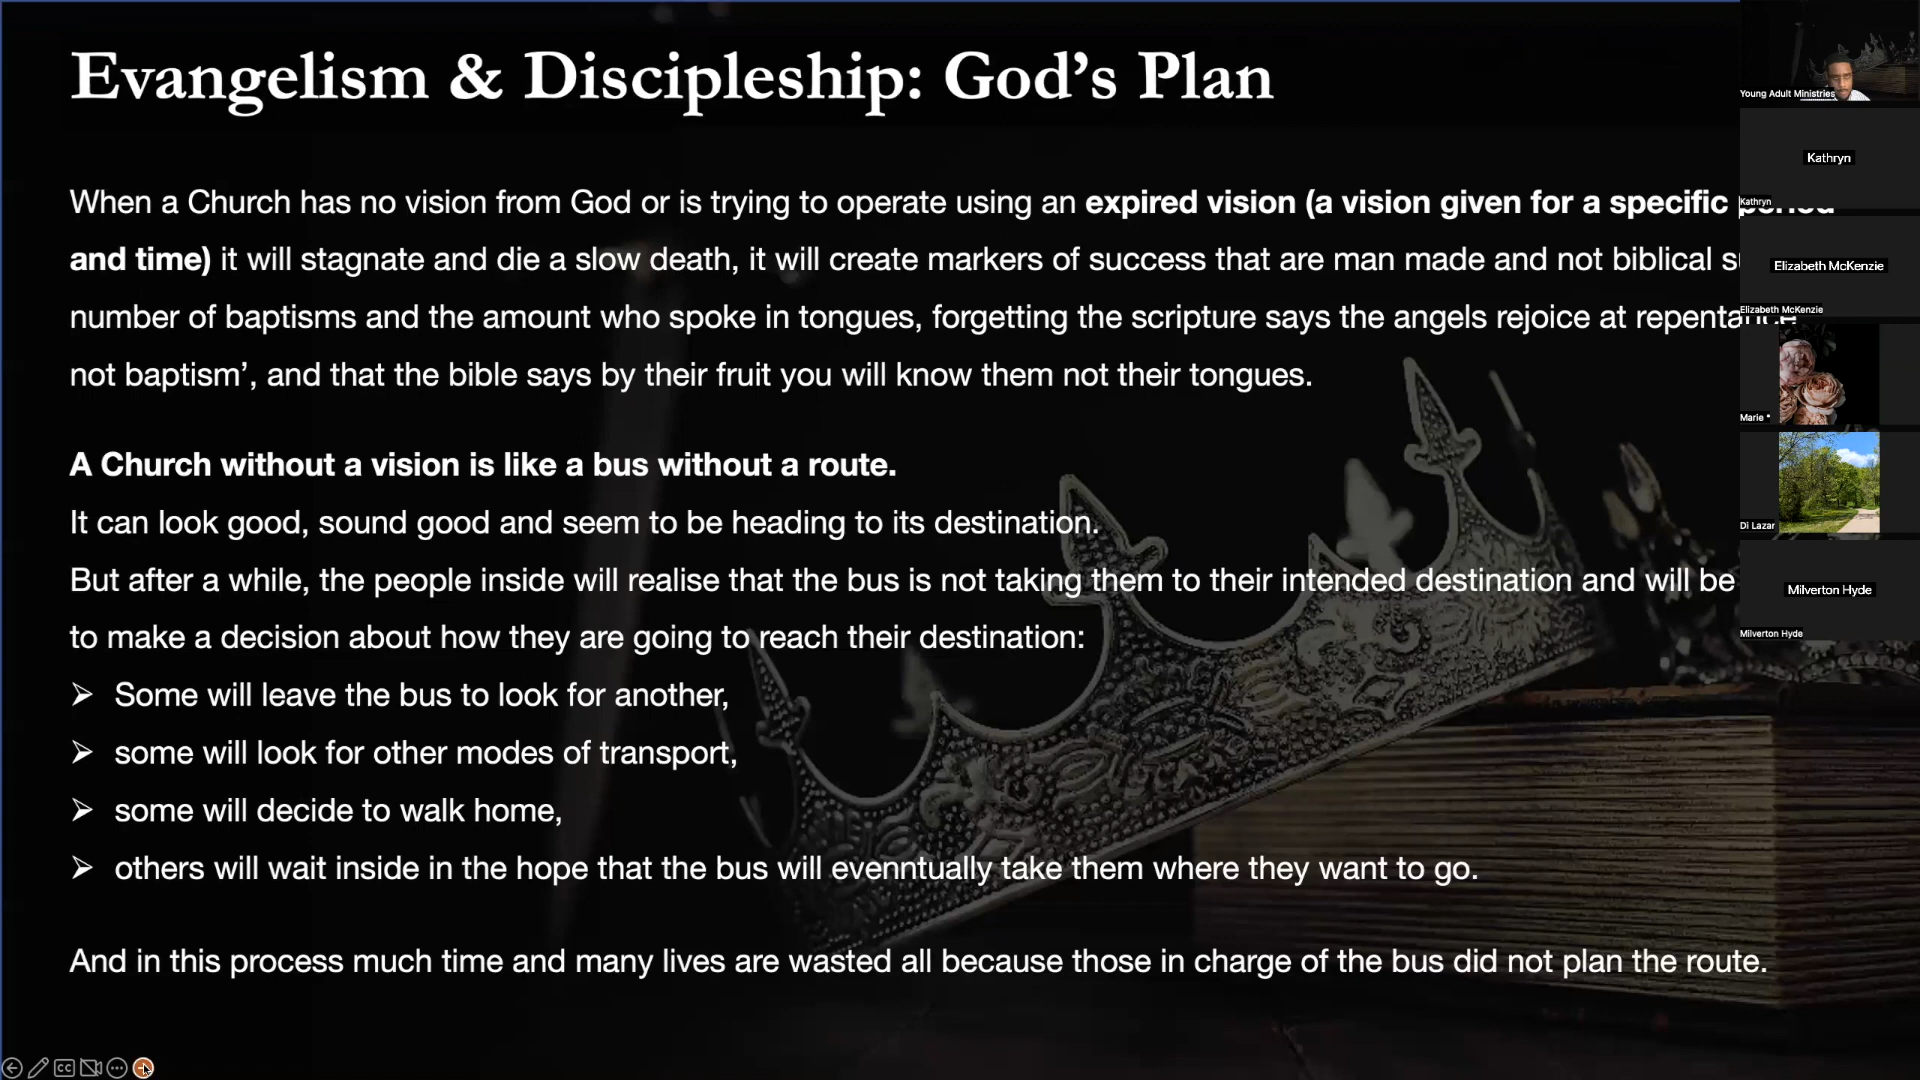 Evangelism & Discipleship: God's Plan
When a Church has no vision from God or is trying to operate using an expired vision (a vision given for a specific period
and time) it will stagnate and die a slow death, it will create markers of success that are man made and not biblical
number of baptisms and the amount who spoke in tongues, forgetting the scripture says the angels rejoice at repentance
not baptism’, and that the bible says by their fruit you will know them not their tongues.
A Church without a vision is like a bus without a route.
It can look good, sound good and seem to be heading to its destination.
But after a while, the people inside will realise that the bus is not taking them to their intended destination and will be
to make a decision about how they are going to reach their destination:
➢ Some will leave the bus to look for another,
➢ some will look for other modes of transport,
➢ some will decide to walk home,
➢ others will wait inside in the hope that the bus will evenntually take them where they want to go.
And in this process much time and many lives are wasted all because those in charge of the bus did not plan the route.
Young Adult Ministries
Kathryn
Kathryn
Elizabeth McKenzie
Elizabeth McKenzie
Marie *
Di Lazar
Milverton Hyde
Milverton Hyde
CC